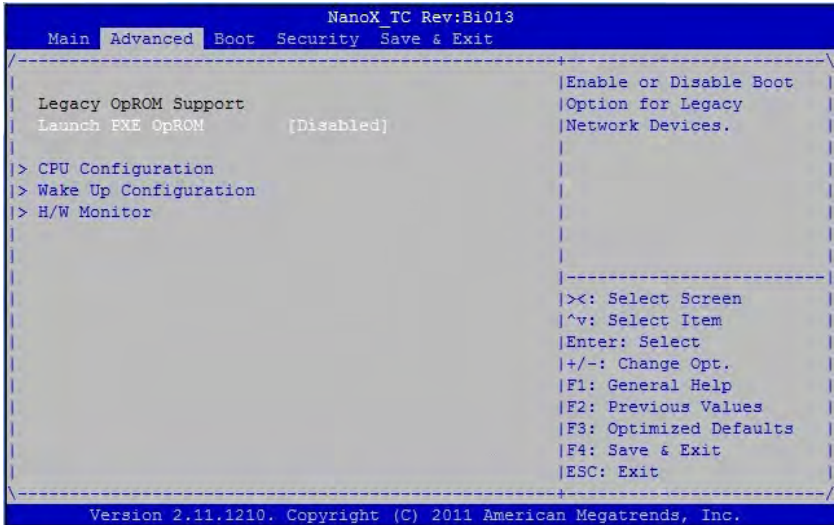 NanoX_TC Rev:Bi013
Main Advanced Boot Security Save & Exit
Legacy OpROM Support
Launch PXE OpROM [Disabled]
> CPU Configuration
> Wake Up Configuration
> H/W Monitor
Enable or Disable Boot
Option for Legacy
Network Devices.
><: Select Screen
^v: Select Item
Enter: Select
+/-: Change Opt.
F1: General Help
F2: Previous Values
F3: Optimized Defaults
F4: Save & Exit
ESC: Exit
Version 2.11.1210. Copyright (C) 2011 American Megatrends, Inc.